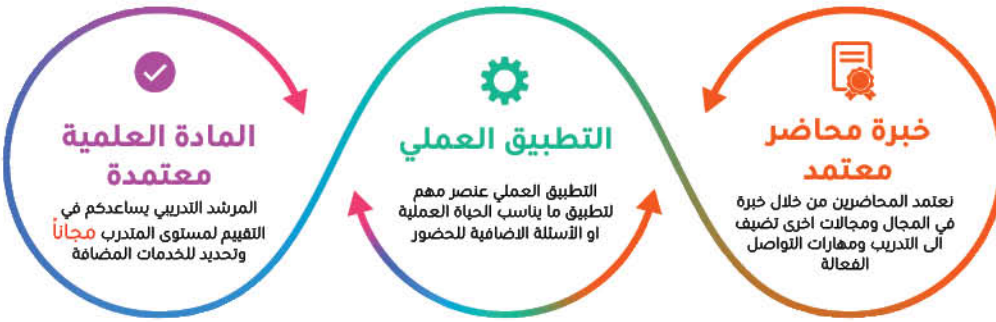 خبرة محاضر
معتمد
نعتمد المحاضرين من خلال خبرة
في المجال ومجالات اخرى تضيف
الى التدريب ومهارات التواصل
الفعالة
التطبيق العملي
التطبيق العملي عنصر مهم
لتطبيق ما يناسب الحياة العملية
او الأسئلة الاضافية للحضور
المادة العلمية
معتمدة
المرشد التدريبي يساعدكم في
التقييم لمستوى المتدرب مجاناً
وتحديد للخدمات المضافة